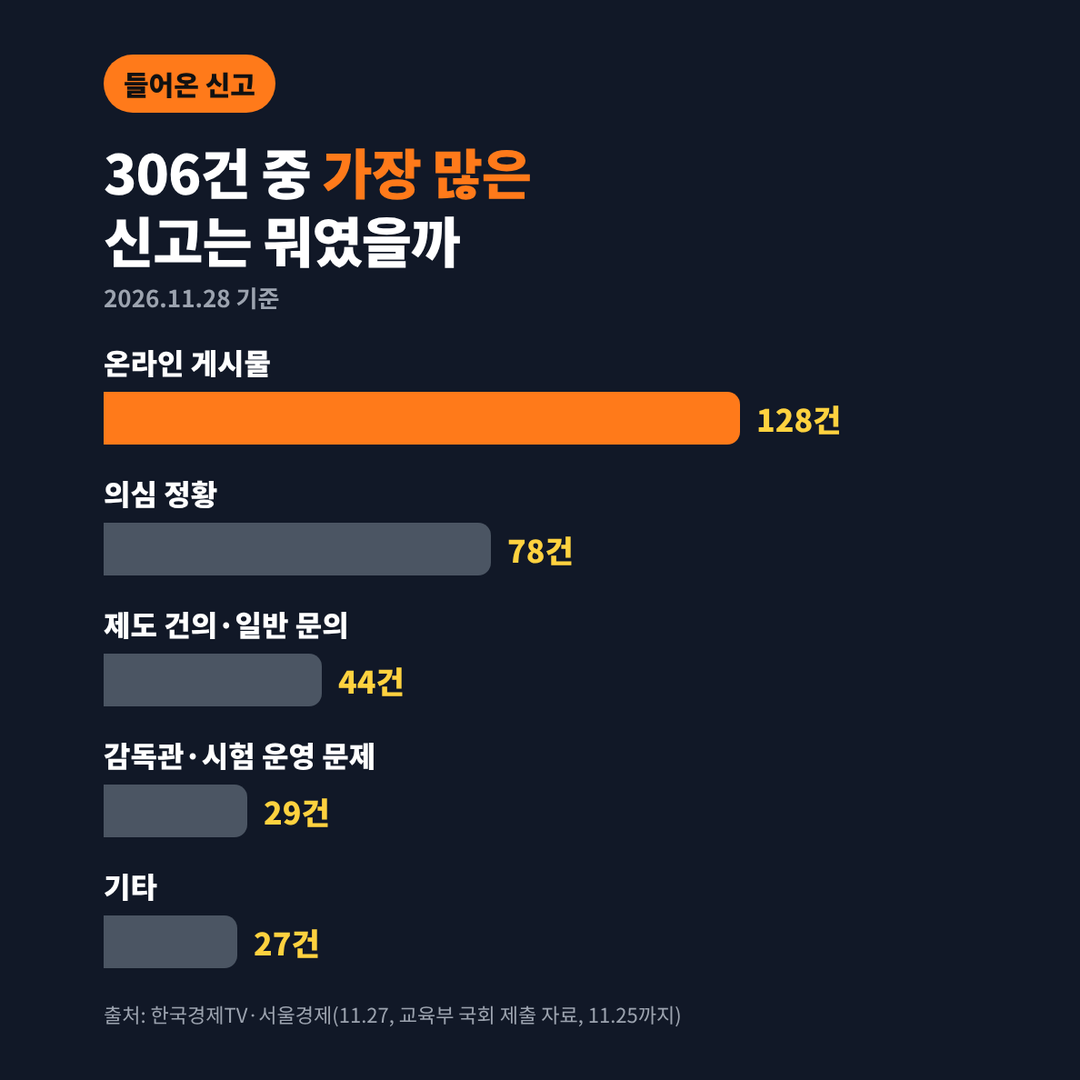 들어온 신고
306건 중 가장 많은
신고는 뭐였을까
2026.11.28 기준
온라인 게시물
128건
의심 정황
78건
제도 건의·일반 문의
44건
감독관·시험 운영 문제
29건
기타
27건
출처: 한국경제TV·서울경제(11.27, 교육부 국회 제출 자료, 11.25까지)